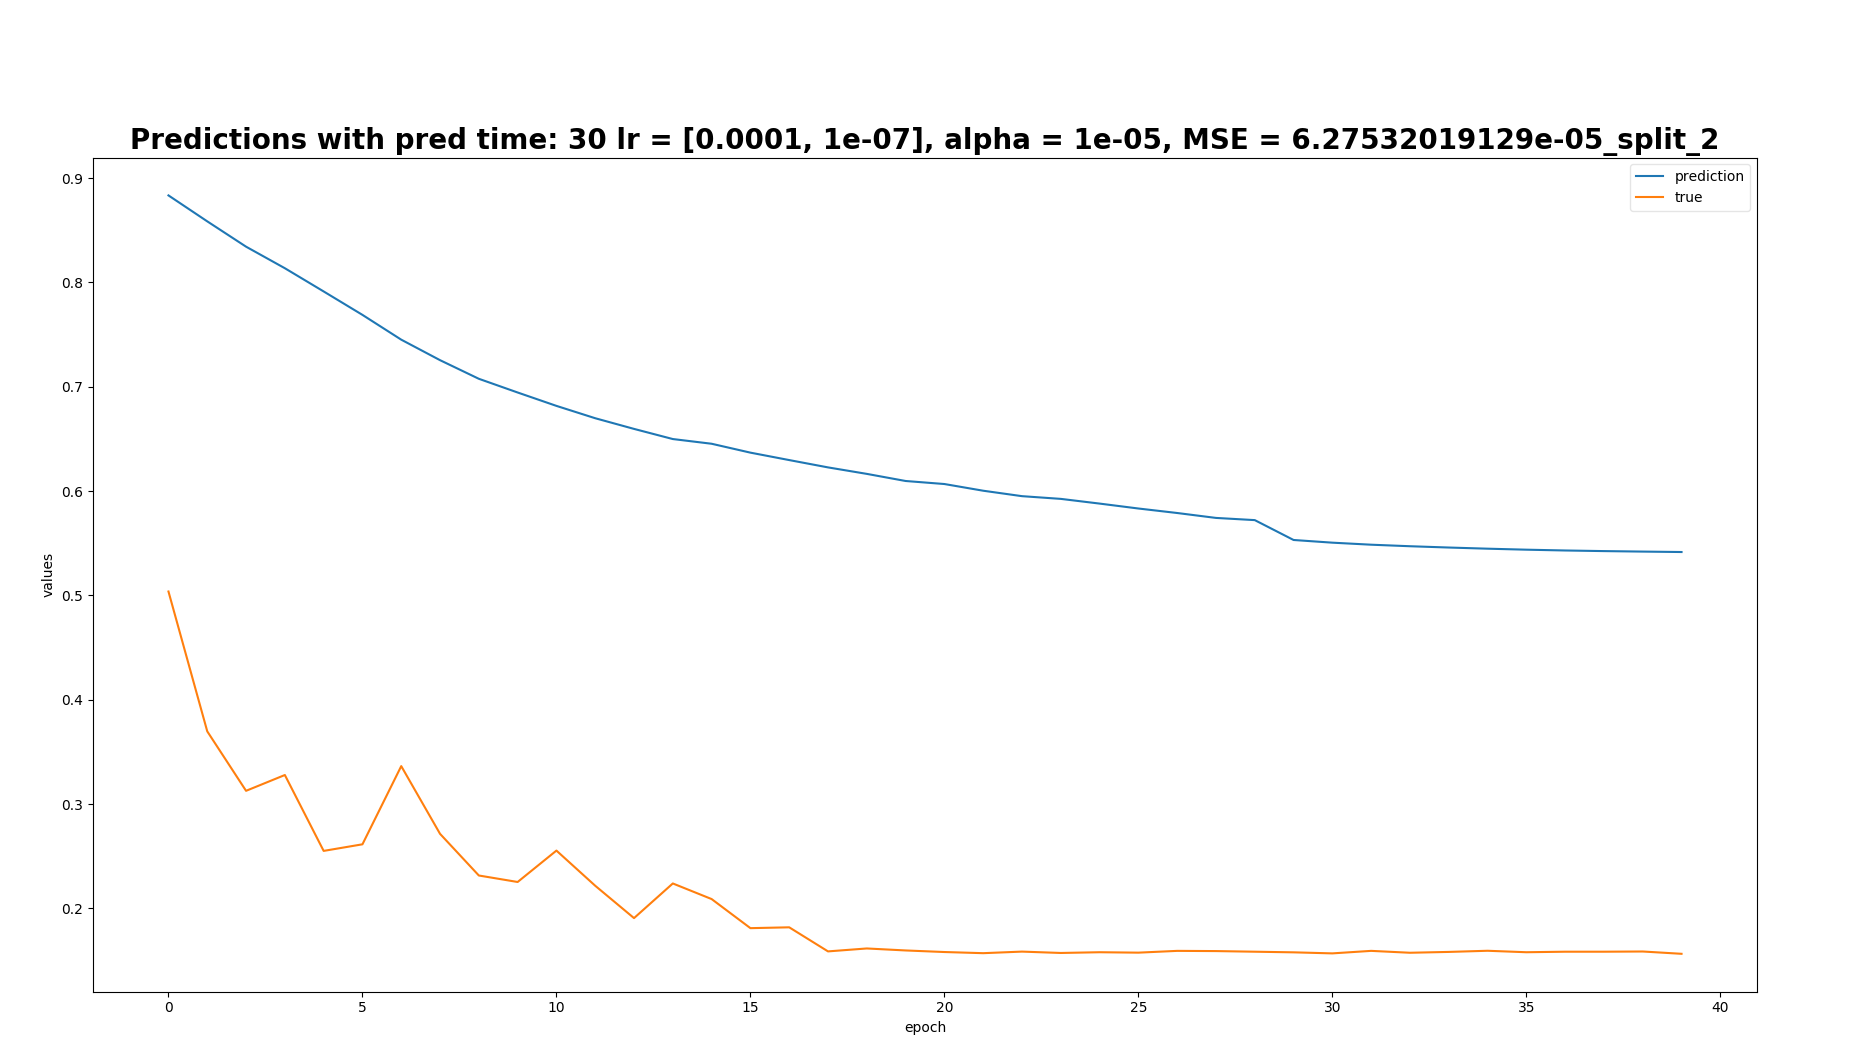 Predictions with pred time: 30 lr = [0.0001, 1e-07], alpha = 1e-05, MSE = 6.27532019129e-05_split_2
prediction
true
0.9
0.8
0.7
0.6
0.5
0.4
0.3
0.2
values
0 5 10 15 20 25 30 35 40
epoch